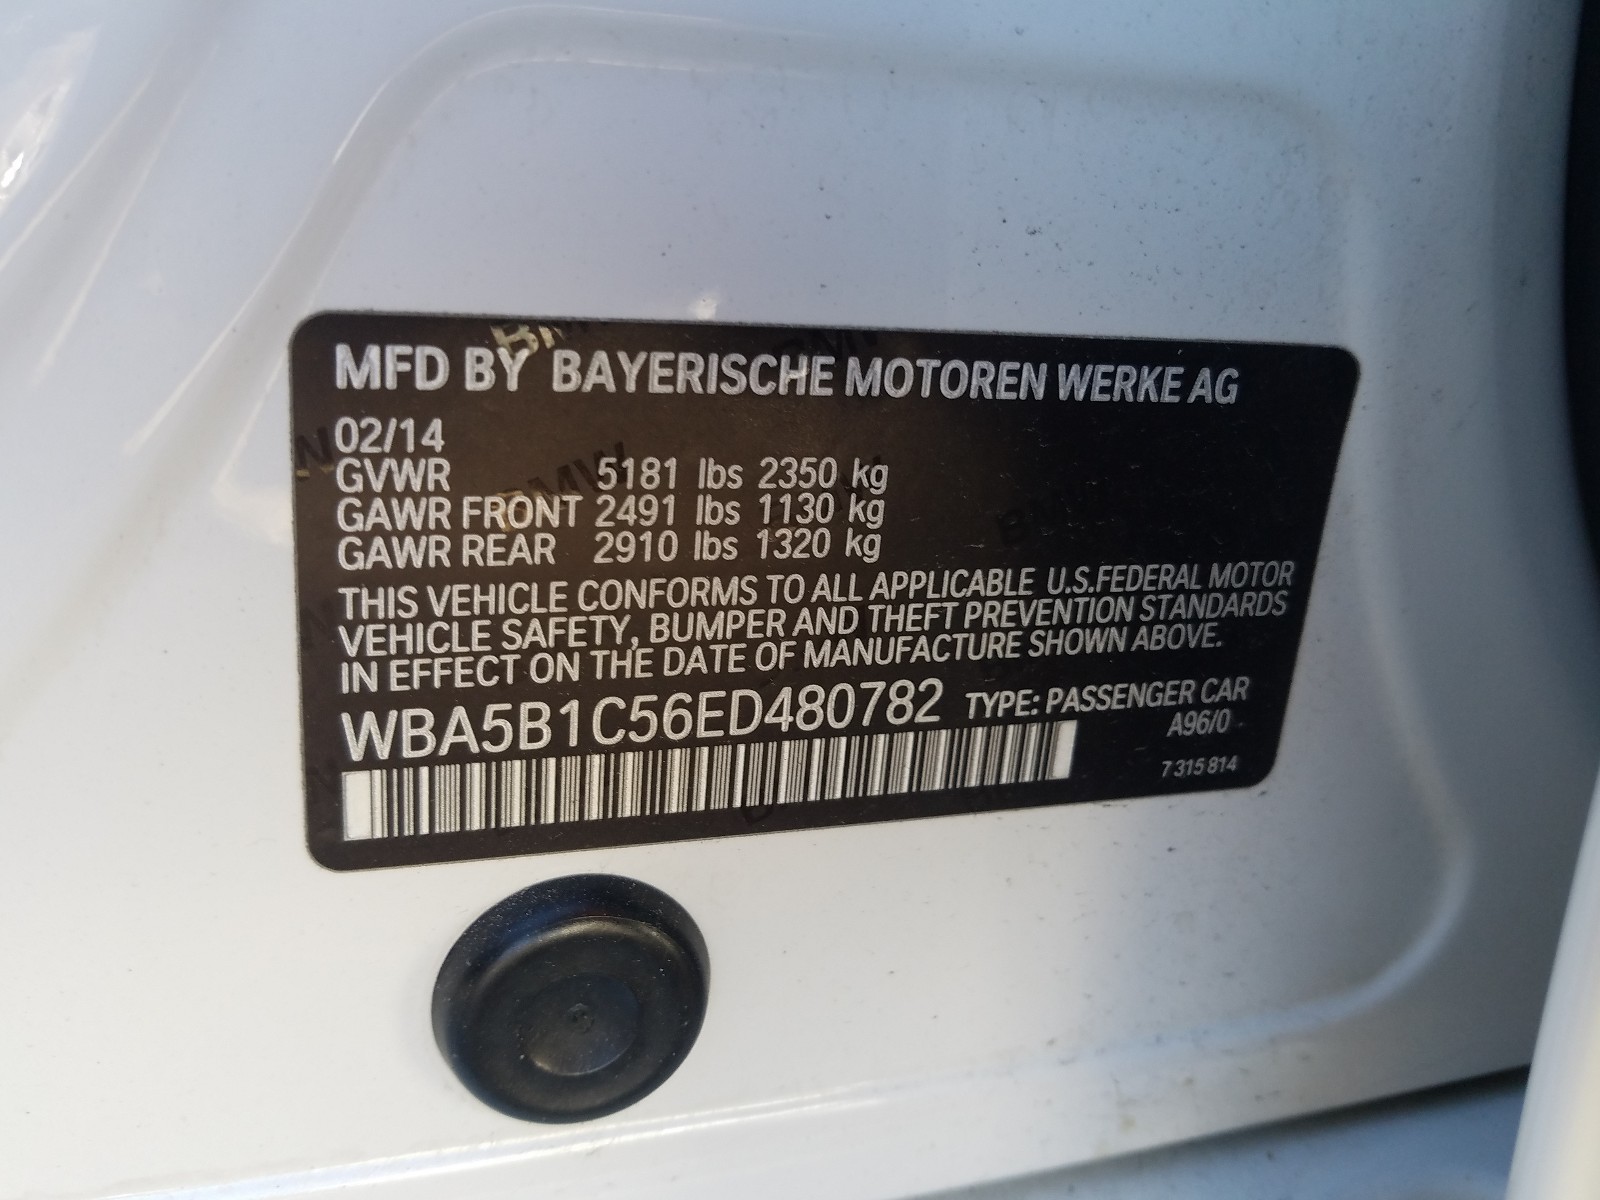 MFD BY BAYERISCHE MOTOREN WERKE AG
02/14
GVWR 5181 lbs 2350 kg
GAWR FRONT 2491 lbs 1130 kg
GAWR REAR 2910 lbs 1320 kg
THIS VEHICLE CONFORMS TO ALL APPLICABLE U.S.FEDERAL MOTOR
VEHICLE SAFETY, BUMPER AND THEFT PREVENTION STANDARDS
IN EFFECT ON THE DATE OF MANUFACTURE SHOWN ABOVE.
WBA5B1C56ED480782 TYPE: PASSENGER CAR
A96/0
7 315 814